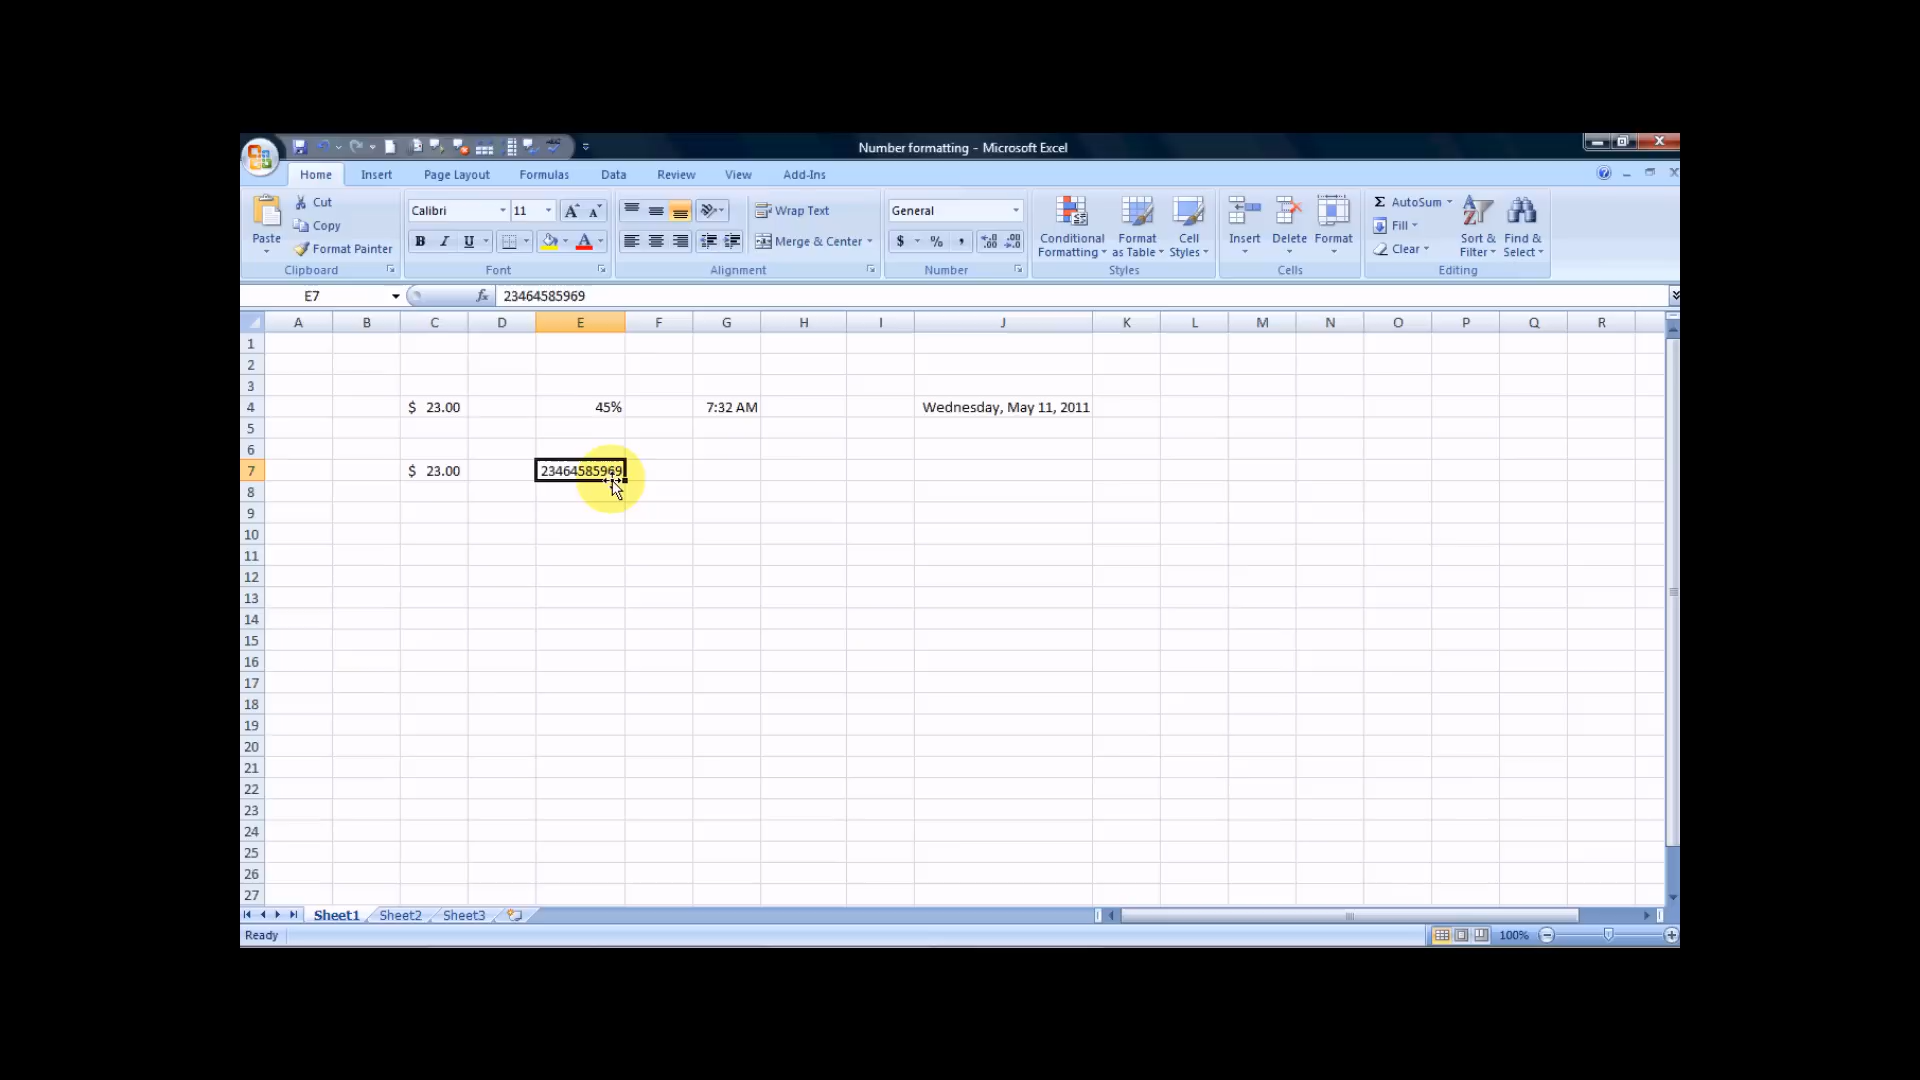 Number formatting - Microsoft Excel
Home Insert Page Layout Formulas Data Review View Add-Ins
Paste Cut Copy Format Painter Clipboard
Calibri 11 B I U Font
Wrap Text Merge & Center Alignment
General $ % , .00 .00 Number
Conditional Formatting Format as Table Cell Styles Styles
Insert Delete Format Cells
Σ AutoSum Fill Clear Sort & Filter Find & Select Editing
E7 fx 23464585969
A B C D E F G H I J K L M N O P Q R
1
2
3
4 $ 23.00 45% 7:32 AM Wednesday, May 11, 2011
5
6
7 $ 23.00 23464585969
8
9
10
11
12
13
14
15
16
17
18
19
20
21
22
23
24
25
26
27
Sheet1 Sheet2 Sheet3
Ready 100%